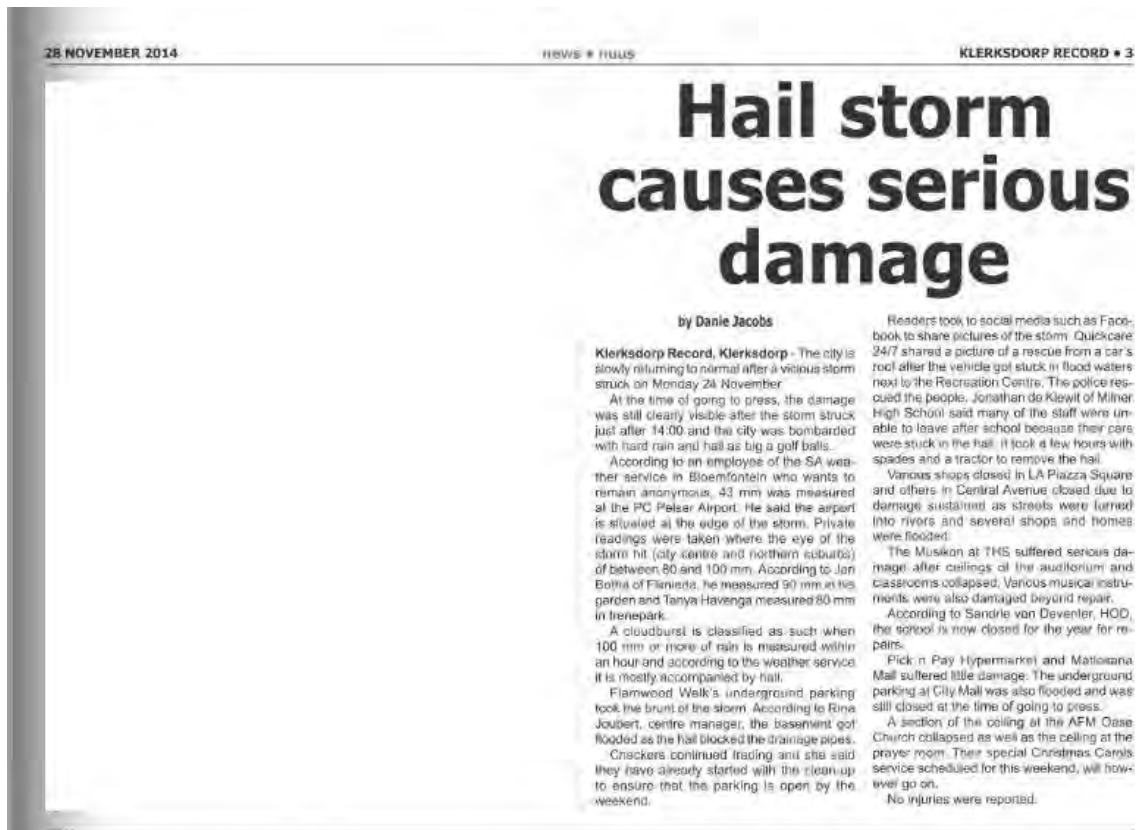 28 NOVEMBER 2014
news • nuus
KLERKSDORP RECORD • 3
Hail storm
causes serious
damage
by Danie Jacobs
Klerksdorp Record, Klerksdorp - The city is
slowly returning to normal after a vicious storm
struck on Monday 24 November
At the time of going to press, the damage
was still clearly visible after the storm struck
just after 14:00 and the city was bombarded
with hard rain and hail as big a golf balls.
According to an employee of the SA wea-
ther service in Bloemfontein who wants to
remain anonymous, 43 mm was measured
at the PC Pelser Airport. He said the airport
is situated at the edge of the storm. Private
readings were taken where the eye of the
storm hit (city centre and northern suburbs)
of between 80 and 100 mm. According to Jan
Botha of Flimieda, he measured 90 mm in his
garden and Tanya Havenga measured 80 mm
in Irenepark.
A cloudburst is classified as such when
100 mm or more of rain is measured within
an hour and according to the weather service
it is mostly accompanied by hail.
Flamwood Walk's underground parking
took the brunt of the storm. According to Rina
Joubert, centre manager, the basement got
flooded as the hail blocked the drainage pipes.
Checkers continued trading and she said
they have already started with the clean-up
to ensure that the parking is open by the
weekend.
Readers took to social media such as Face-
book to share pictures of the storm. Quickcare
24/7 shared a picture of a rescue from a car's
roof after the vehicle got stuck in flood waters
next to the Recreation Centre. The police res-
cued the people. Jonathan de Klewit of Milner
High School said many of the staff were un-
able to leave after school because their cars
were stuck in the hail. It took a few hours with
spades and a tractor to remove the hail.
Various shops closed in LA Piazza Square
and others in Central Avenue closed due to
damage sustained as streets were turned
into rivers and several shops and homes
were flooded.
The Musikon at THS suffered serious da-
mage after ceilings of the auditorium and
classrooms collapsed. Various musical instru-
ments were also damaged beyond repair.
According to Sandrie van Deventer, HOD,
the school is now closed for the year for re-
pairs.
Pick n Pay Hypermarket and Matlosana
Mall suffered little damage. The underground
parking at City Mall was also flooded and was
still closed at the time of going to press.
A section of the ceiling at the AFM Oase
Church collapsed as well as the ceiling at the
prayer room. Their special Christmas Carols
service scheduled for this weekend, will how-
ever go on.
No injuries were reported.